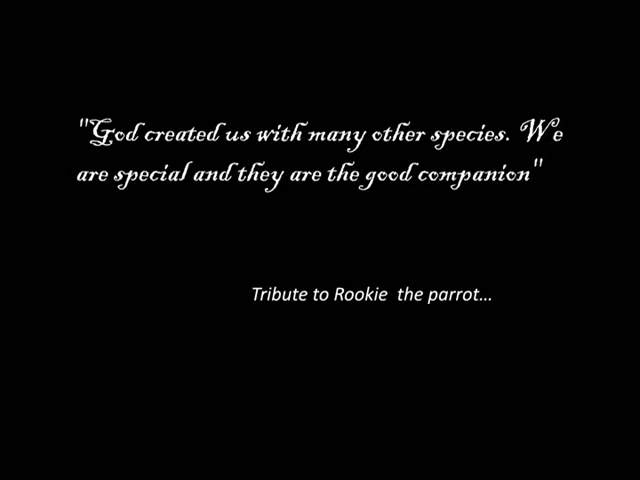 "God created us with many other species. We
are special and they are the good companion"
Tribute to Rookie the parrot...